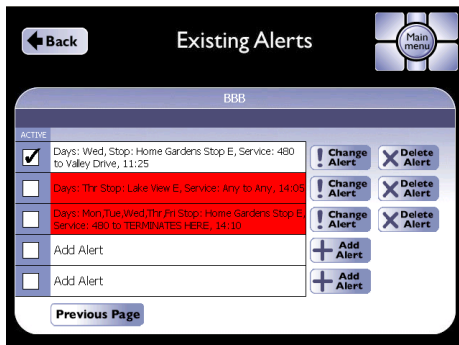 Back
Existing Alerts
Main
menu
BBB
ACTIVE
Days: Wed, Stop: Home Gardens Stop E, Service: 480
to Valley Drive, 11:25
Change
Alert
Delete
Alert
Days: Thr Stop: Lake View E, Service: Any to Any, 14:05
Change
Alert
Delete
Alert
Days: Mon,Tue,Wed,Thr,Fri Stop: Home Gardens Stop E,
Service: 480 to TERMINATES HERE, 14:10
Change
Alert
Delete
Alert
Add Alert
Add
Alert
Add Alert
Add
Alert
Previous Page